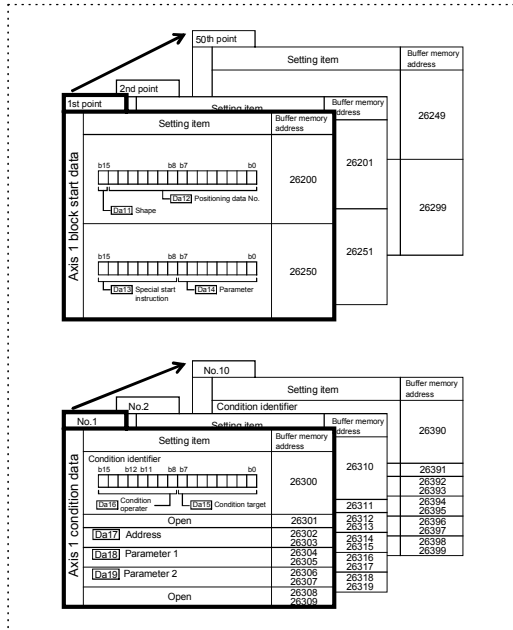 50th point
Setting item
Buffer memory address
26249
26299
2nd point
Setting item
Buffer memory address
26201
26251
1st point
Setting item
Buffer memory address
Axis 1 block start data
b15 b8 b7 b0
Da12 Positioning data No.
Da11 Shape
26200
b15 b8 b7 b0
Da13 Special start instruction
Da14 Parameter
26250
No.10
Setting item
Buffer memory address
Condition identifier
26390
26391
26392
26393
26394
26395
26396
26397
26398
26399
No.2
Setting item
Buffer memory address
26310
26311
26312
26313
26314
26315
26316
26317
26318
26319
No.1
Setting item
Buffer memory address
Axis 1 condition data
Condition identifier
b15 b12 b11 b8 b7 b0
Da16 Condition operater
Da15 Condition target
26300
Open 26301
Da17 Address 26302
26303
Da18 Parameter 1 26304
26305
Da19 Parameter 2 26306
26307
Open 26308
26309